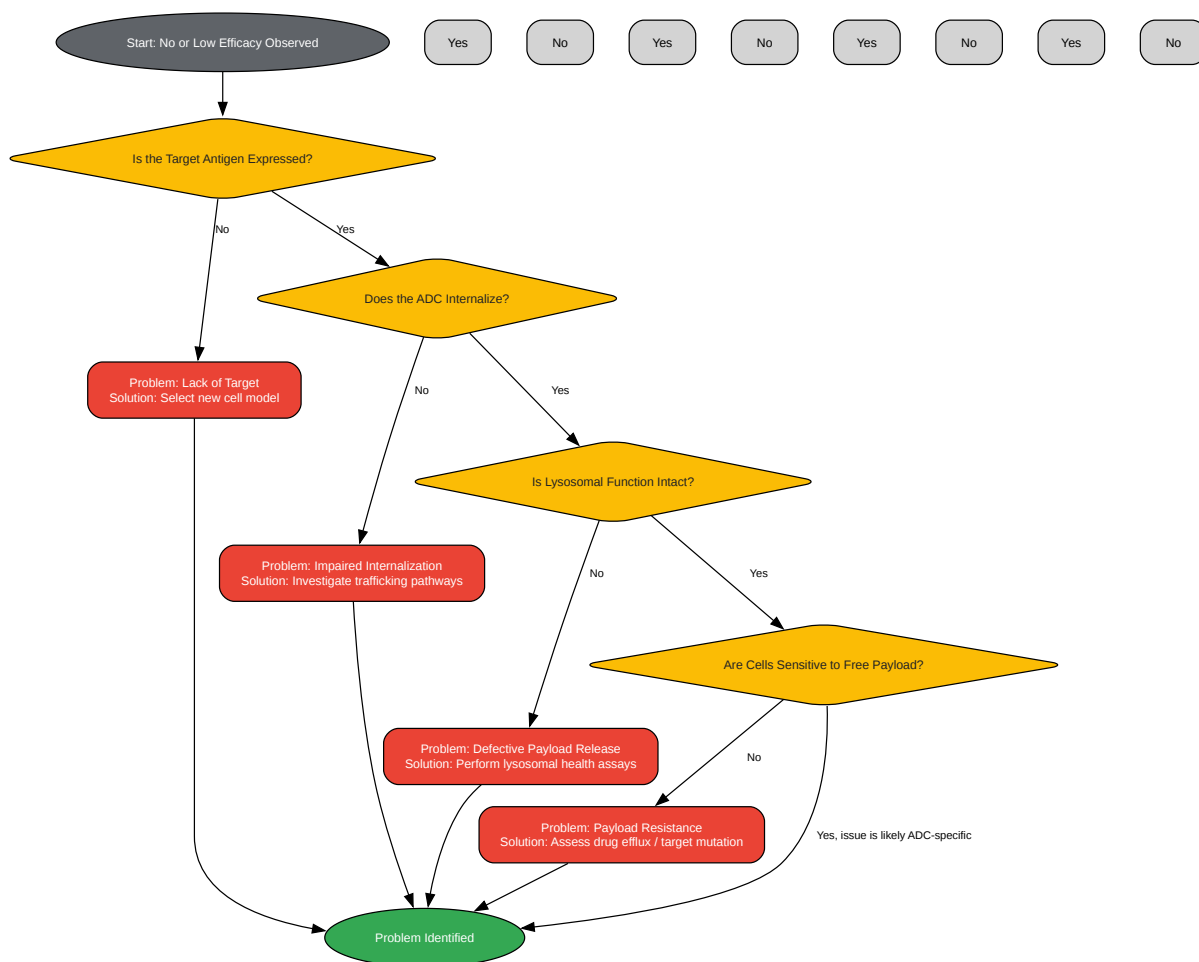 Start: No or Low Efficacy Observed
Yes
No
Yes
No
Yes
No
Yes
No
Is the Target Antigen Expressed?
No
Yes
Does the ADC Internalize?
Problem: Lack of Target
Solution: Select new cell model
No
Yes
Is Lysosomal Function Intact?
Problem: Impaired Internalization
Solution: Investigate trafficking pathways
No
Yes
Are Cells Sensitive to Free Payload?
Problem: Defective Payload Release
Solution: Perform lysosomal health assays
No
Problem: Payload Resistance
Solution: Assess drug efflux / target mutation
Yes, issue is likely ADC-specific
Problem Identified